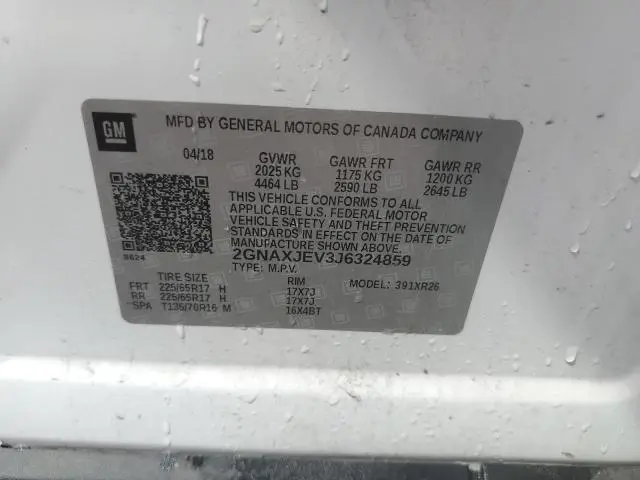 GM
MFD BY GENERAL MOTORS OF CANADA COMPANY
04/18 GVWR GAWR FRT GAWR RR
2025 KG 1175 KG 1200 KG
4464 LB 2590 LB 2645 LB
THIS VEHICLE CONFORMS TO ALL
APPLICABLE U.S. FEDERAL MOTOR
VEHICLE SAFETY AND THEFT PREVENTION
STANDARDS IN EFFECT ON THE DATE OF
MANUFACTURE SHOWN ABOVE.
2GNAXJEV3J6324859
TYPE: M.P.V.
TIRE SIZE RIM MODEL: 391XR26
FRT 225/65R17 H 17X7J
RR 225/65R17 H 17X7J
SPA T135/70R16 M 16X4BT